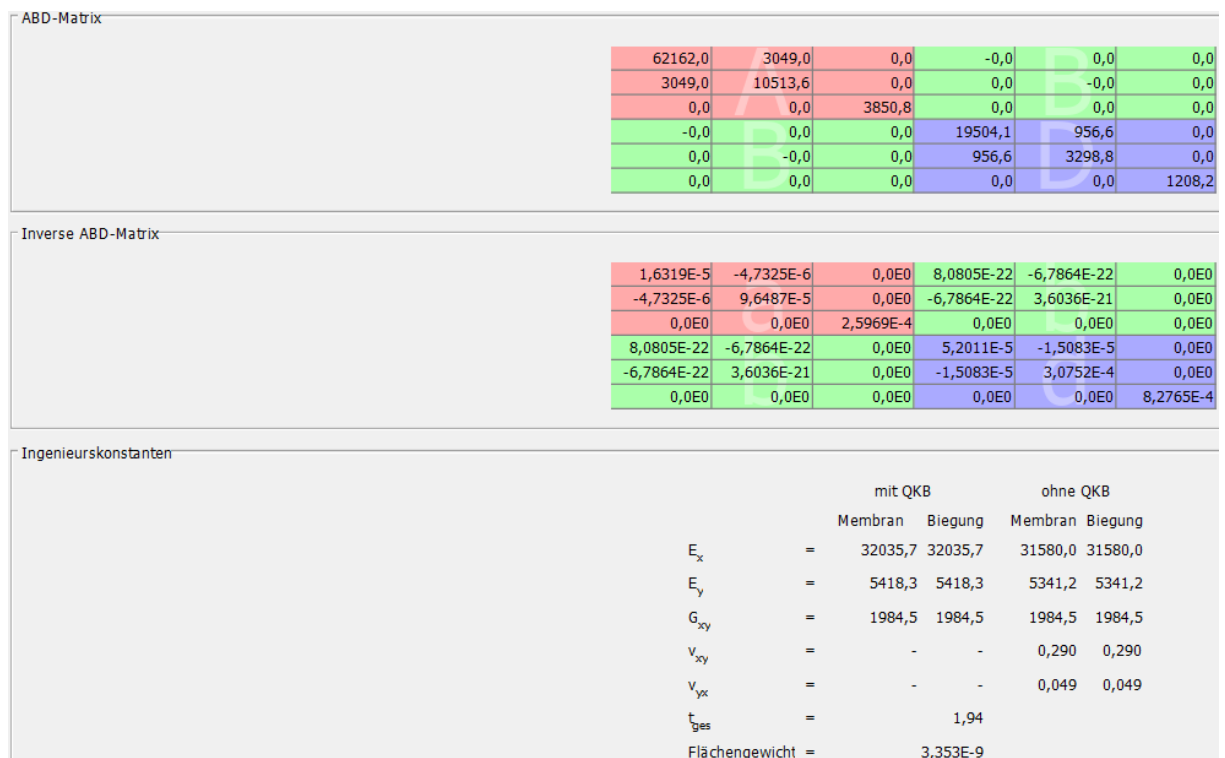 ABD-Matrix
62162,0 3049,0 0,0 -0,0 0,0 0,0
3049,0 10513,6 0,0 0,0 -0,0 0,0
0,0 0,0 3850,8 0,0 0,0 0,0
-0,0 0,0 0,0 19504,1 956,6 0,0
0,0 -0,0 0,0 956,6 3298,8 0,0
0,0 0,0 0,0 0,0 0,0 1208,2
A B
B D
Inverse ABD-Matrix
1,6319E-5 -4,7325E-6 0,0E0 8,0805E-22 -6,7864E-22 0,0E0
-4,7325E-6 9,6487E-5 0,0E0 -6,7864E-22 3,6036E-21 0,0E0
0,0E0 0,0E0 2,5969E-4 0,0E0 0,0E0 0,0E0
8,0805E-22 -6,7864E-22 0,0E0 5,2011E-5 -1,5083E-5 0,0E0
-6,7864E-22 3,6036E-21 0,0E0 -1,5083E-5 3,0752E-4 0,0E0
0,0E0 0,0E0 0,0E0 0,0E0 0,0E0 8,2765E-4
a b
b d
Ingenieurskonstanten
mit QKB ohne QKB
Membran Biegung Membran Biegung
Ex = 32035,7 32035,7 31580,0 31580,0
Ey = 5418,3 5418,3 5341,2 5341,2
Gxy = 1984,5 1984,5 1984,5 1984,5
vxy = - - 0,290 0,290
vyx = - - 0,049 0,049
tges = 1,94
Flächengewicht = 3,353E-9